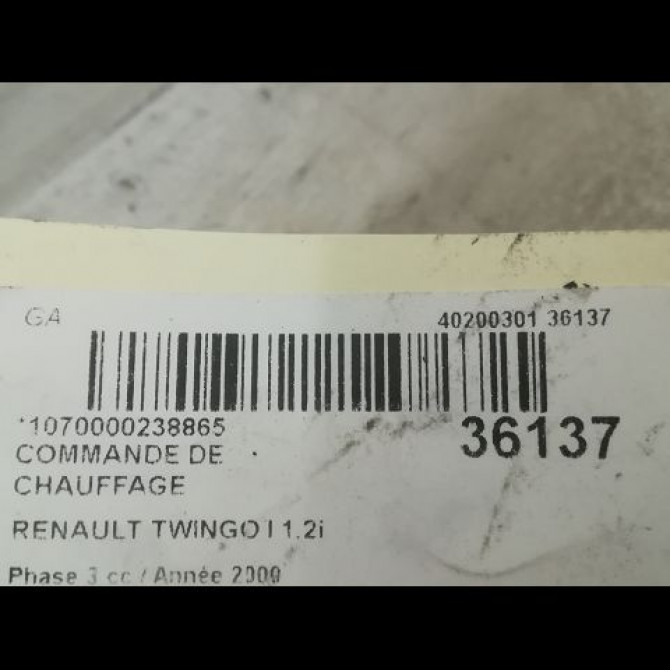 GA
40200301 36137
*1070000238865
36137
COMMANDE DE
CHAUFFAGE
RENAULT TWINGO I 1.2i
Phase 3 cc / Année 2000